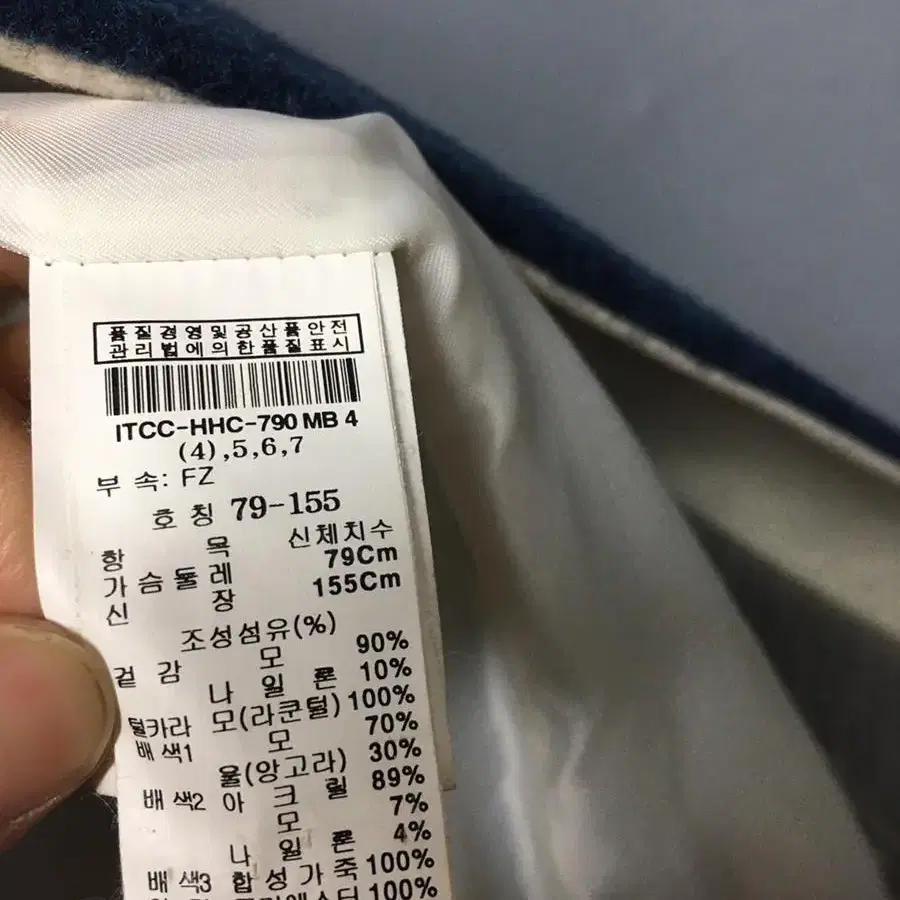 품질경영및공산품안전
관리법에의한품질표시
ITCC-HHC-790 MB 4
(4),5,6,7
부 속: FZ
호 칭 79-155
항 목 신체치수
가슴둘레 79Cm
신 장 155Cm
조성섬유(%)
겉 감 모 90%
나 일 론 10%
털카라 모(라쿤털) 100%
배 색1 모 70%
울(앙고라) 30%
배 색2 아 크 릴 89%
모 7%
나 일 론 4%
배 색3 합성가죽 100%
100%